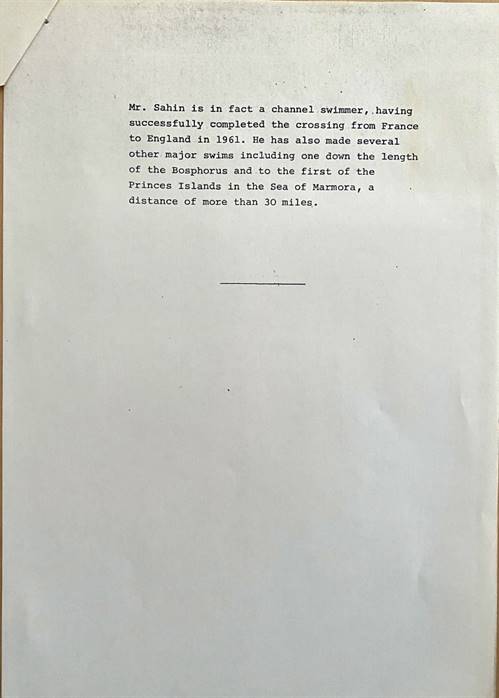 Mr. Sahin is in fact a channel swimmer, having
successfully completed the crossing from France
to England in 1961. He has also made several
other major swims including one down the length
of the Bosphorus and to the first of the
Princes Islands in the Sea of Marmora, a
distance of more than 30 miles.